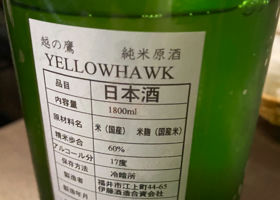 越の鷹 純米原酒
YELLOWHAWK
品目 日本酒
内容量 1800ml
原材料名 米（国産） 米麹（国産米）
精米歩合 60%
アルコール分 17度
保存方法 冷暗所
製造者 福井市江上町44-65
伊藤酒造合資会社
製造年月